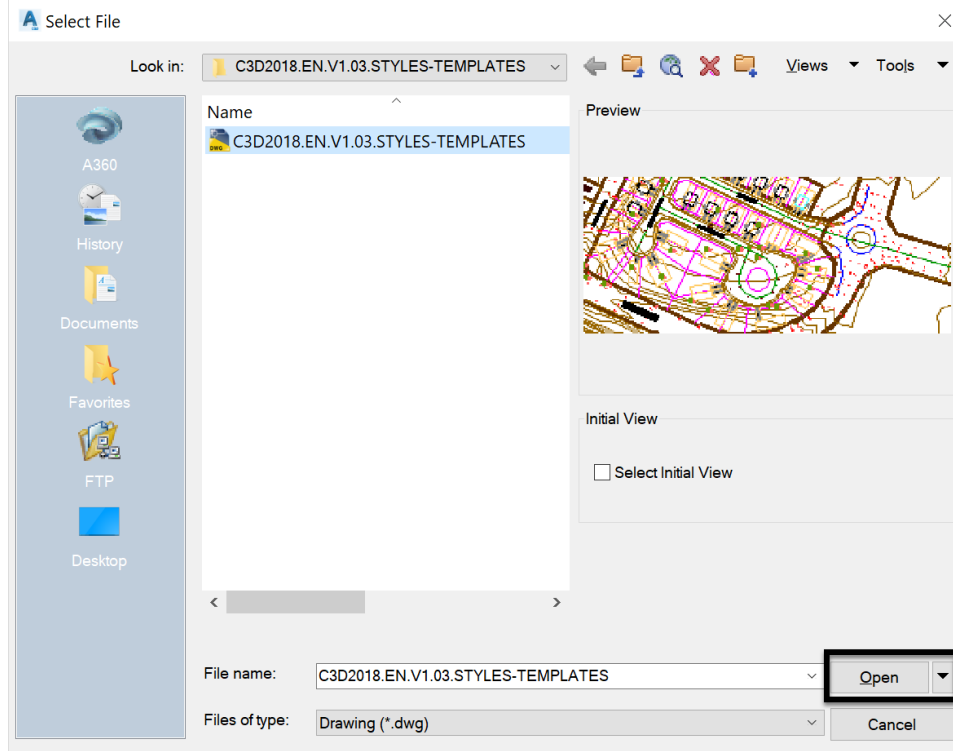 Select File
Look in: C3D2018.EN.V1.03.STYLES-TEMPLATES Views Tools
Name
C3D2018.EN.V1.03.STYLES-TEMPLATES
Preview
A360
History
Documents
Favorites
FTP
Desktop
Initial View
Select Initial View
File name: C3D2018.EN.V1.03.STYLES-TEMPLATES Open
Files of type: Drawing (*.dwg) Cancel